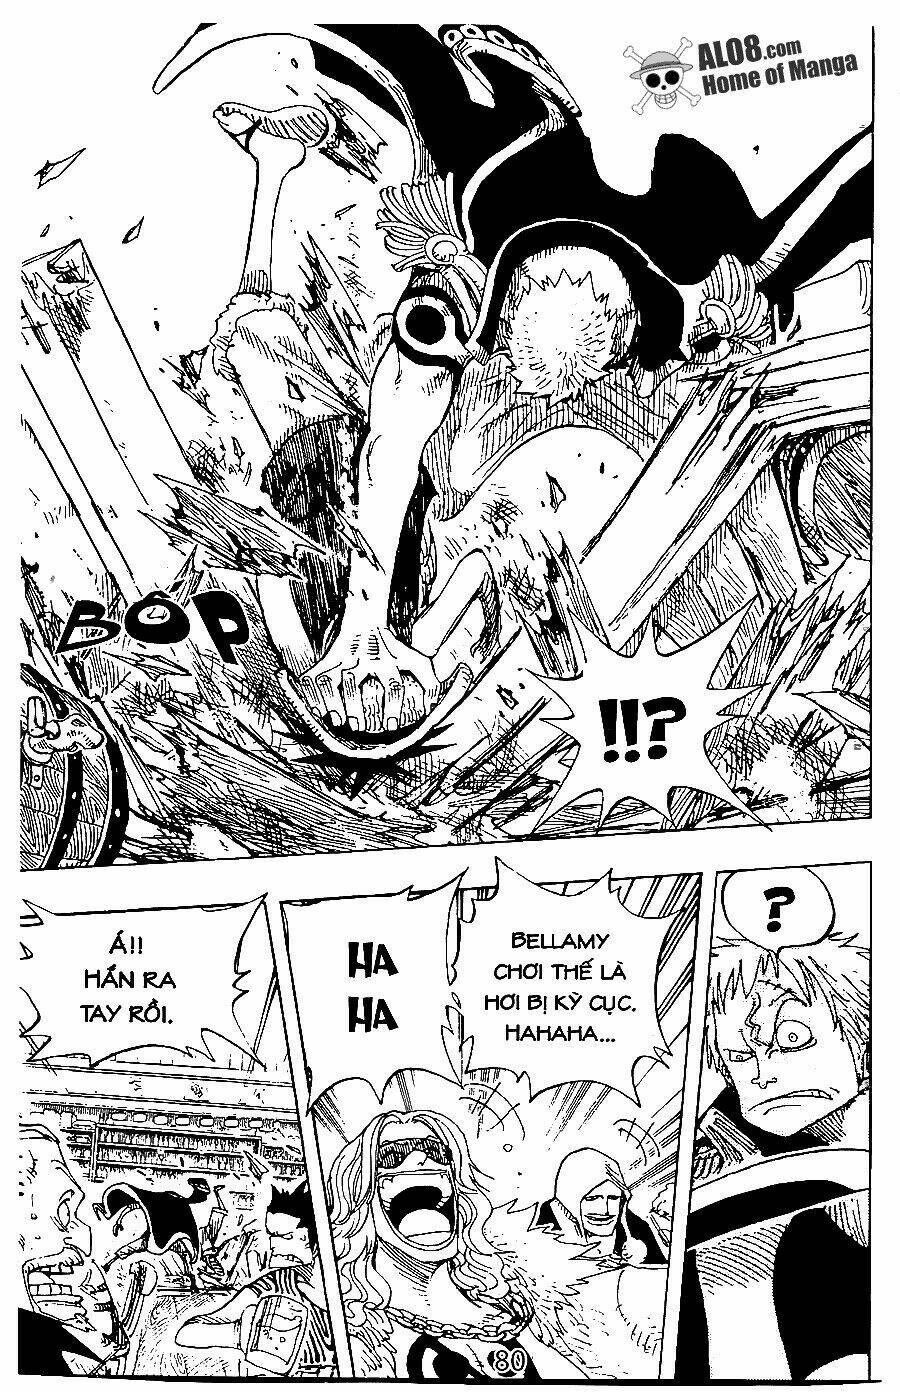 AL08.com
Home of Manga
BỐP
!!?
Á!!
HẮN RA
TAY RỒI.
HA
HA
BELLAMY
CHƠI THẾ LÀ
HƠI BỊ KỲ CỤC.
HAHAHA...
?
80